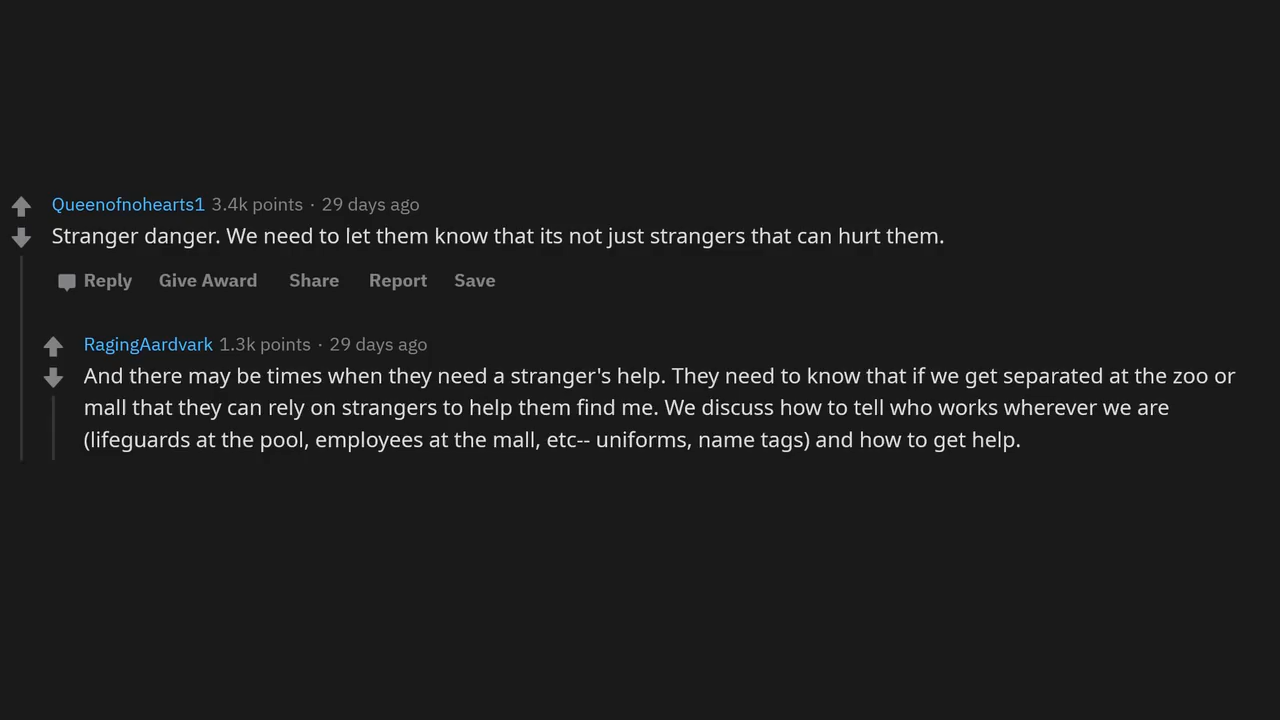 Queenofnohearts1 3.4k points · 29 days ago
Stranger danger. We need to let them know that its not just strangers that can hurt them.
Reply Give Award Share Report Save
RagingAardvark 1.3k points · 29 days ago
And there may be times when they need a stranger's help. They need to know that if we get separated at the zoo or
mall that they can rely on strangers to help them find me. We discuss how to tell who works wherever we are
(lifeguards at the pool, employees at the mall, etc-- uniforms, name tags) and how to get help.